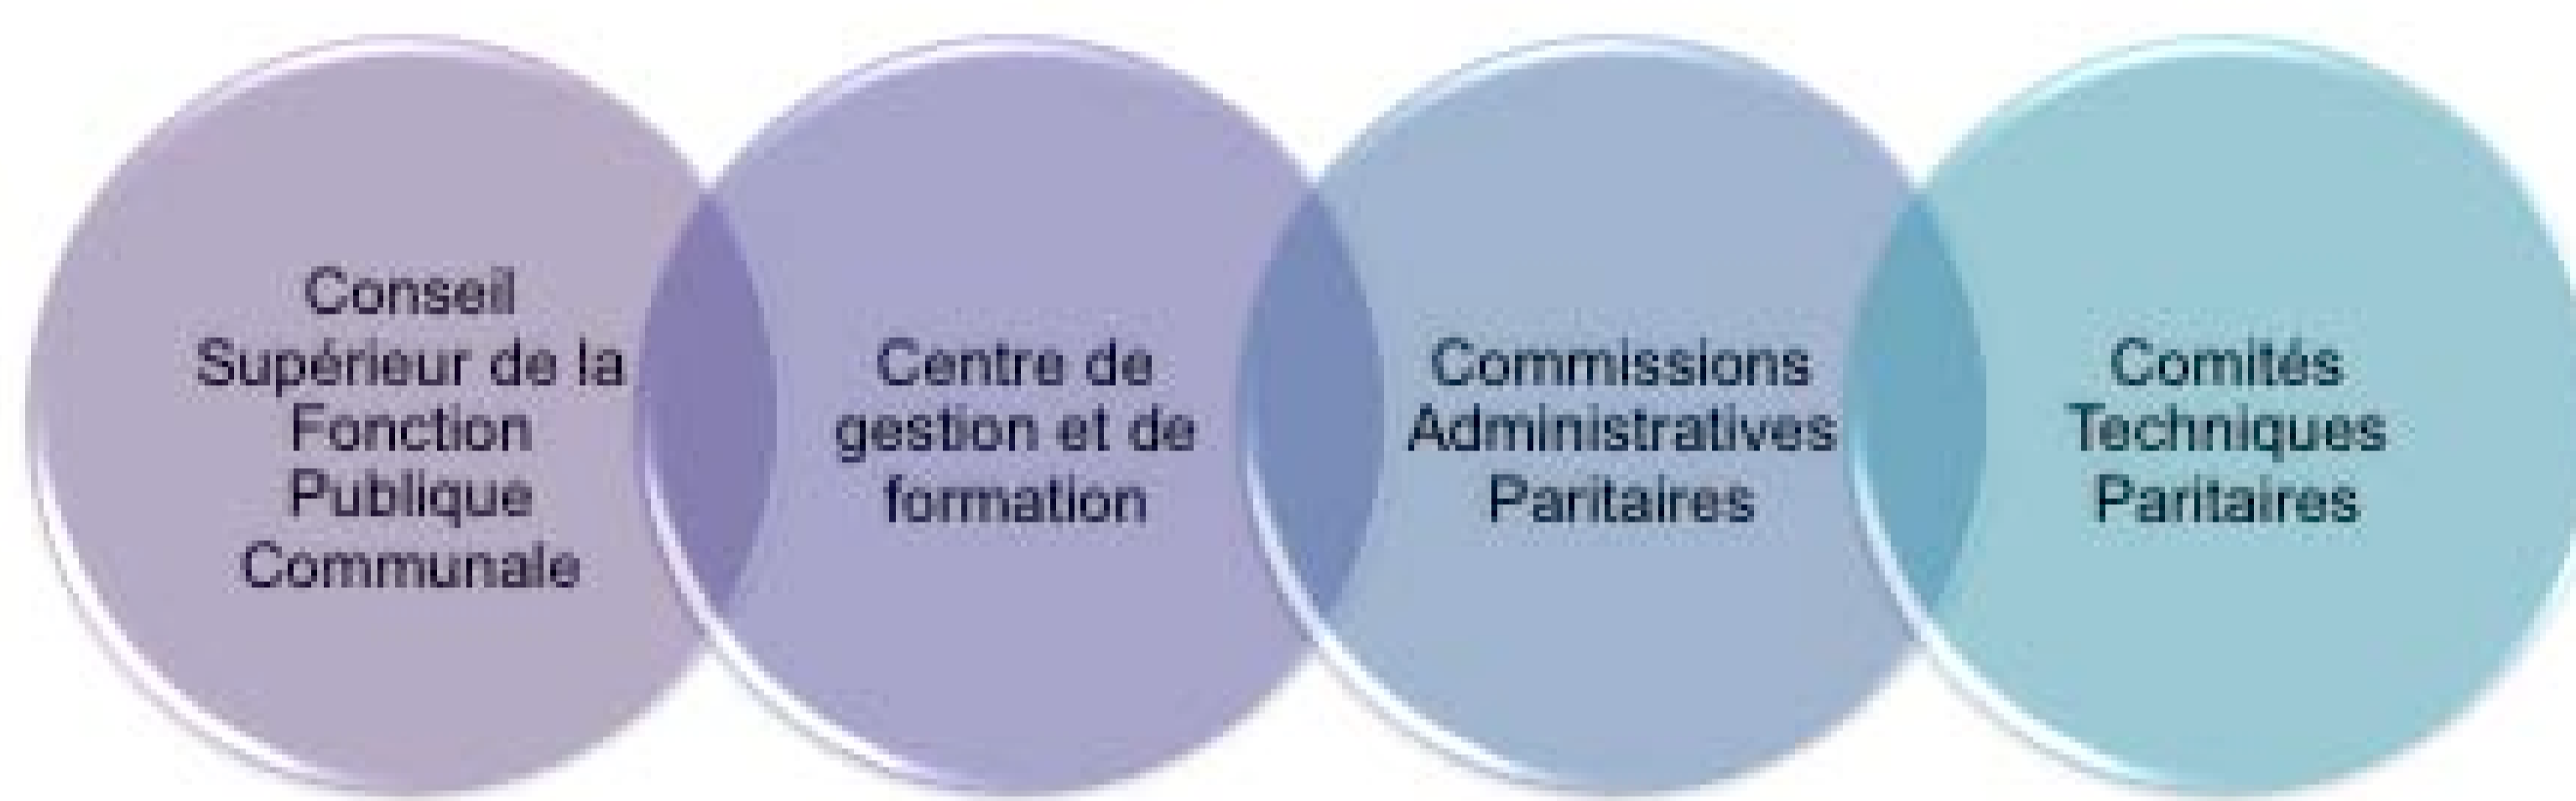 Conseil
Supérieur de la
Fonction
Publique
Communale
Centre de
gestion et de
formation
Commissions
Administratives
Paritaires
Comités
Techniques
Paritaires